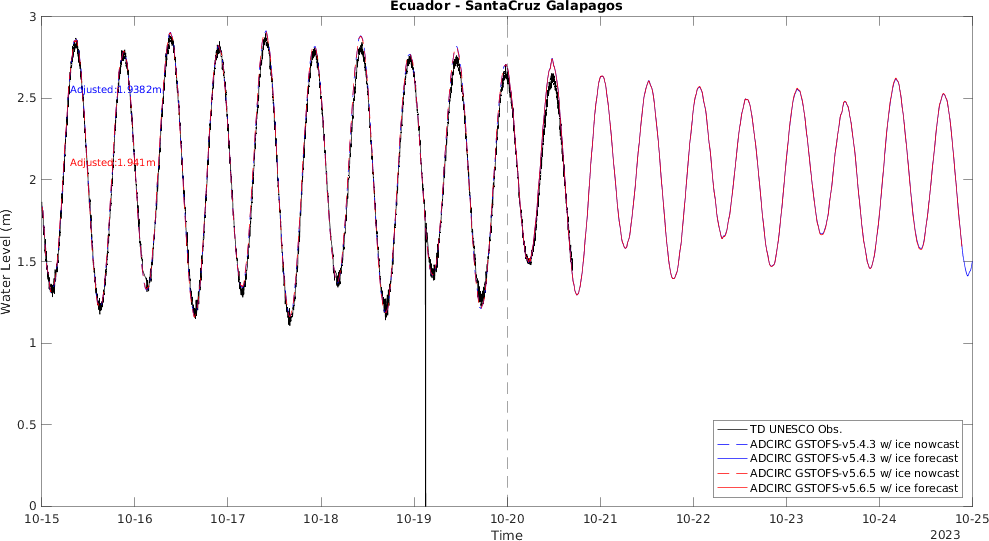 Ecuador - SantaCruz Galapagos
3
2.5
2
1.5
1
0.5
0
Water Level (m)
Adjusted:1.9382m
Adjusted:1.941m
TD UNESCO Obs.
ADCIRC GSTOFS-v5.4.3 w/ ice nowcast
ADCIRC GSTOFS-v5.4.3 w/ ice forecast
ADCIRC GSTOFS-v5.6.5 w/ ice nowcast
ADCIRC GSTOFS-v5.6.5 w/ ice forecast
10-15 10-16 10-17 10-18 10-19 10-20 10-21 10-22 10-23 10-24 10-25
Time
2023